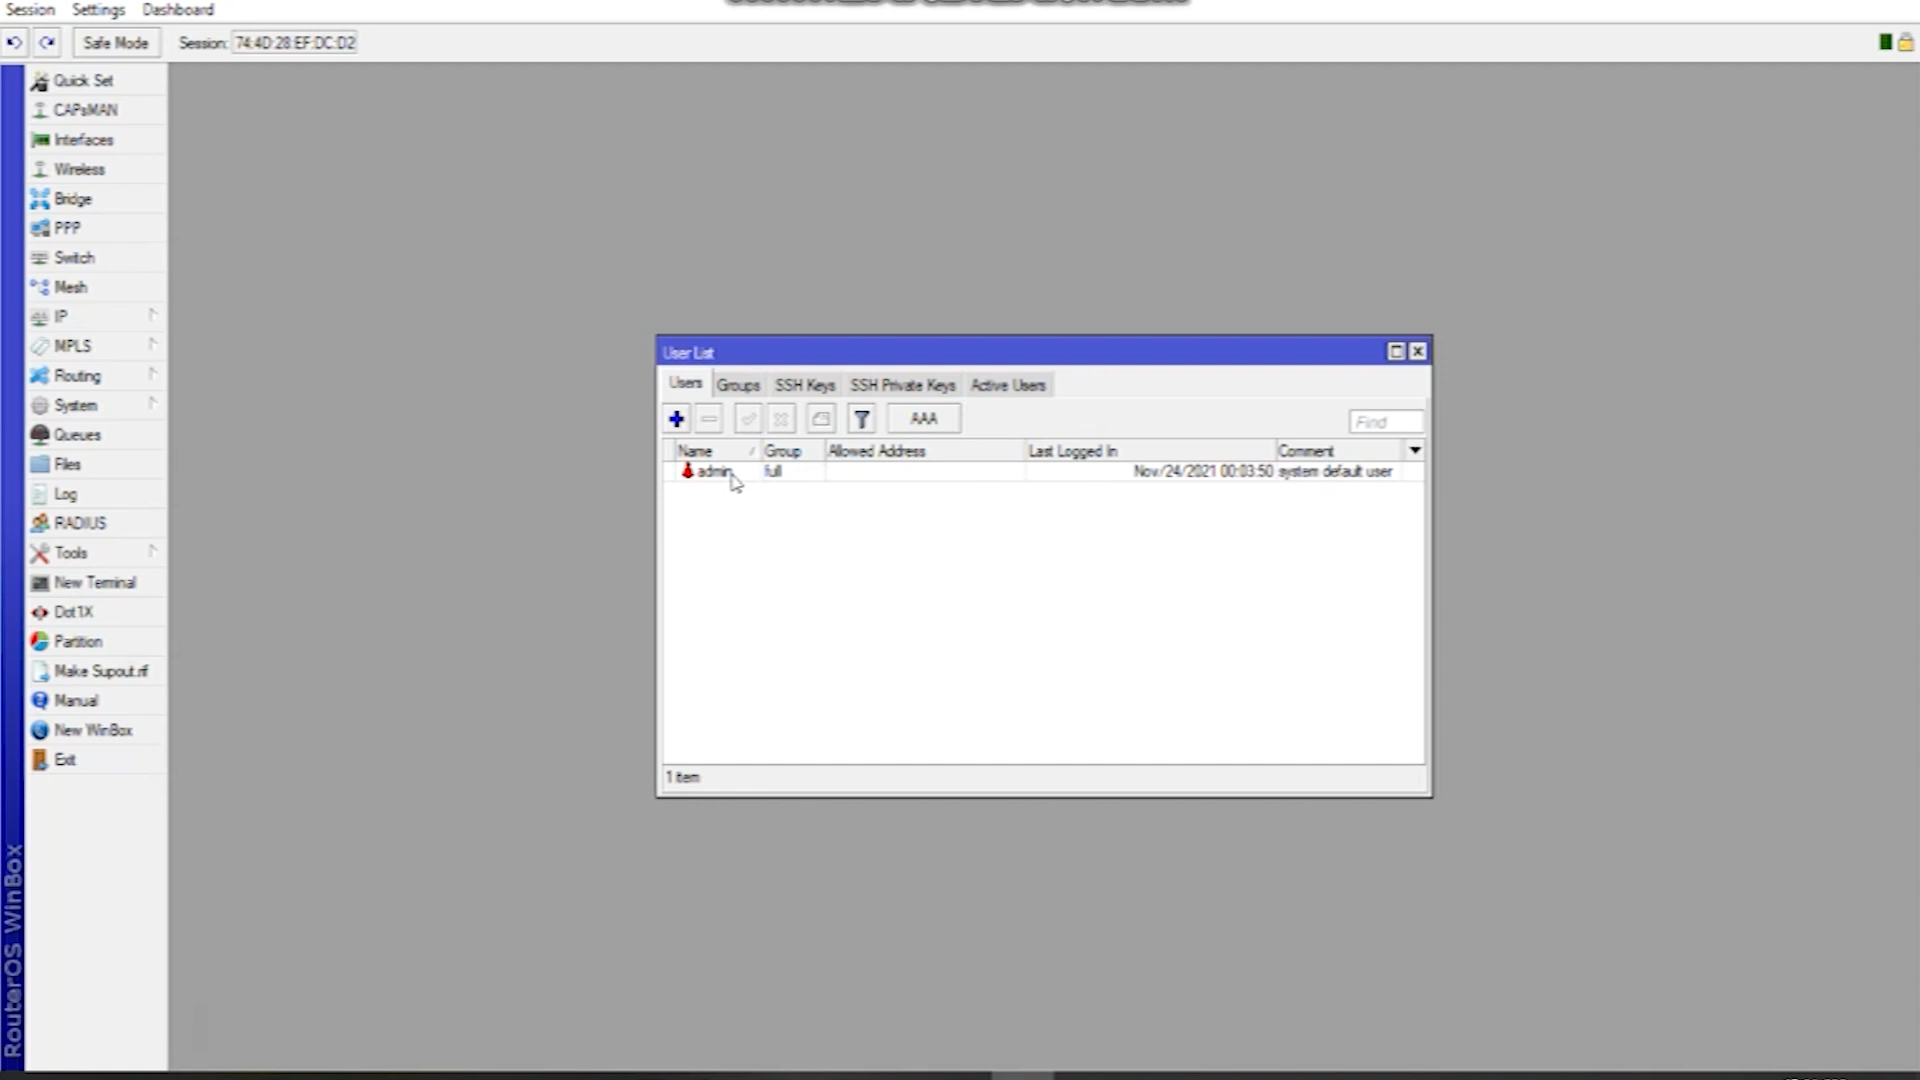 Session Settings Dashboard
Safe Mode Session: 74:4D:28:EF:DC:D2
Quick Set
CAPsMAN
Interfaces
Wireless
Bridge
PPP
Switch
Mesh
IP
MPLS
Routing
System
Queues
Files
Log
RADIUS
Tools
New Terminal
Dot1X
Partition
Make Supout.rif
Manual
New WinBox
Exit
RouterOS WinBox
User List
Users Groups SSH Keys SSH Private Keys Active Users
AAA Find
Name Group Allowed Address Last Logged In Comment
admin full Nov/24/2021 00:03:50 system default user
1 item